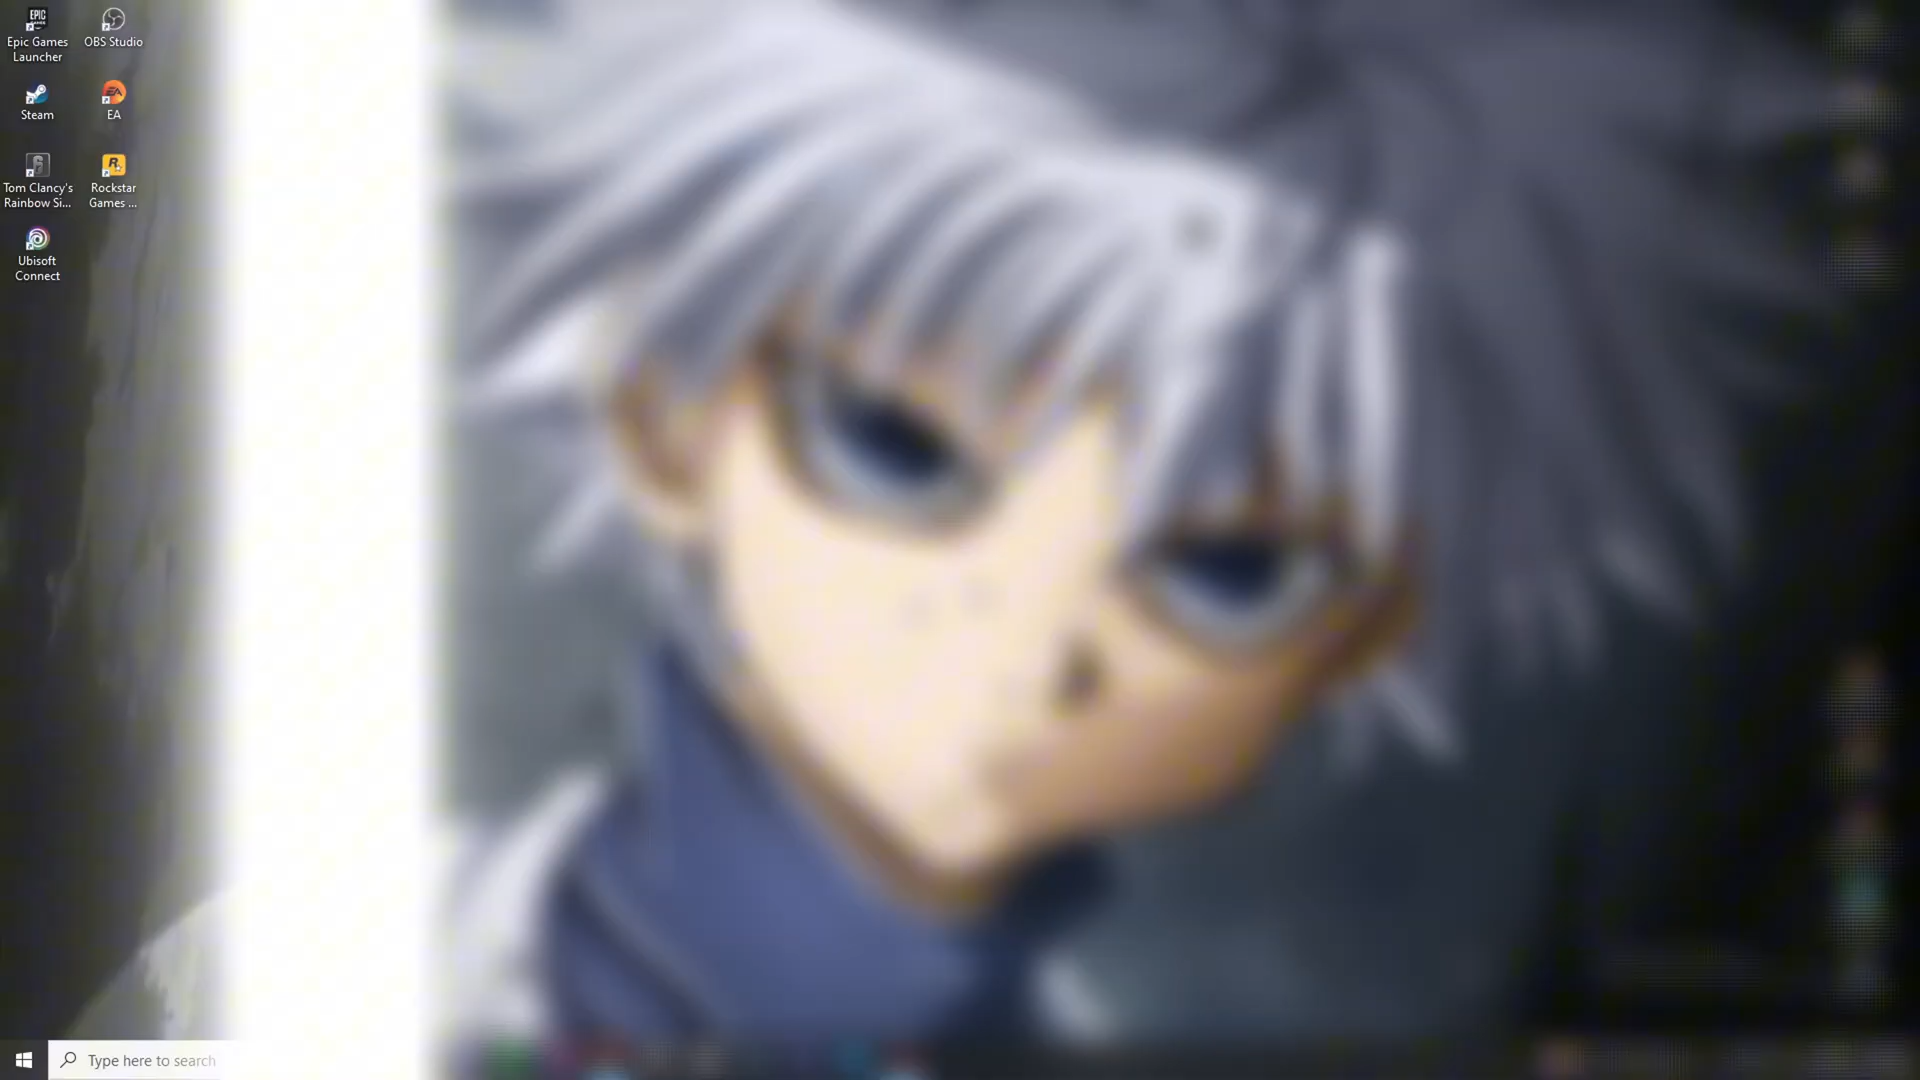 Epic Games
Launcher
OBS Studio
Steam
EA
Tom Clancy's
Rainbow Si...
Rockstar
Games ...
Ubisoft
Connect
Type here to search